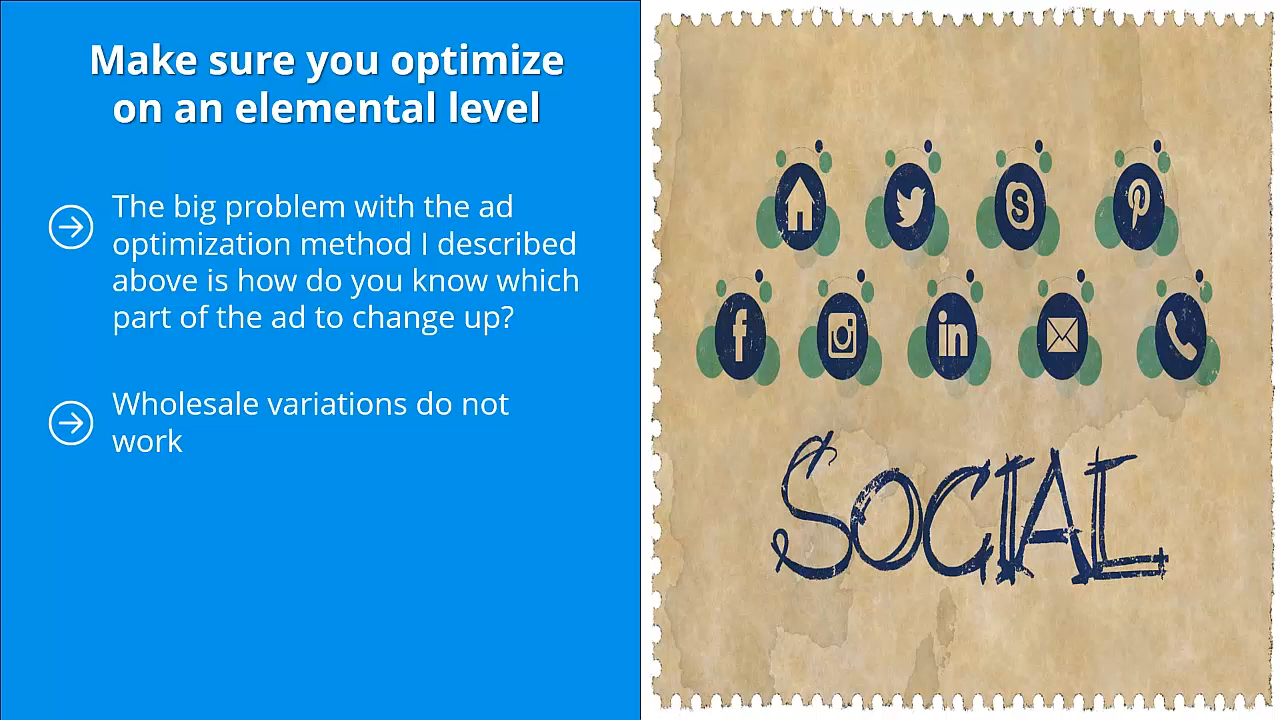 Make sure you optimize
on an elemental level
The big problem with the ad
optimization method I described
above is how do you know which
part of the ad to change up?
Wholesale variations do not
work
SOCIAL